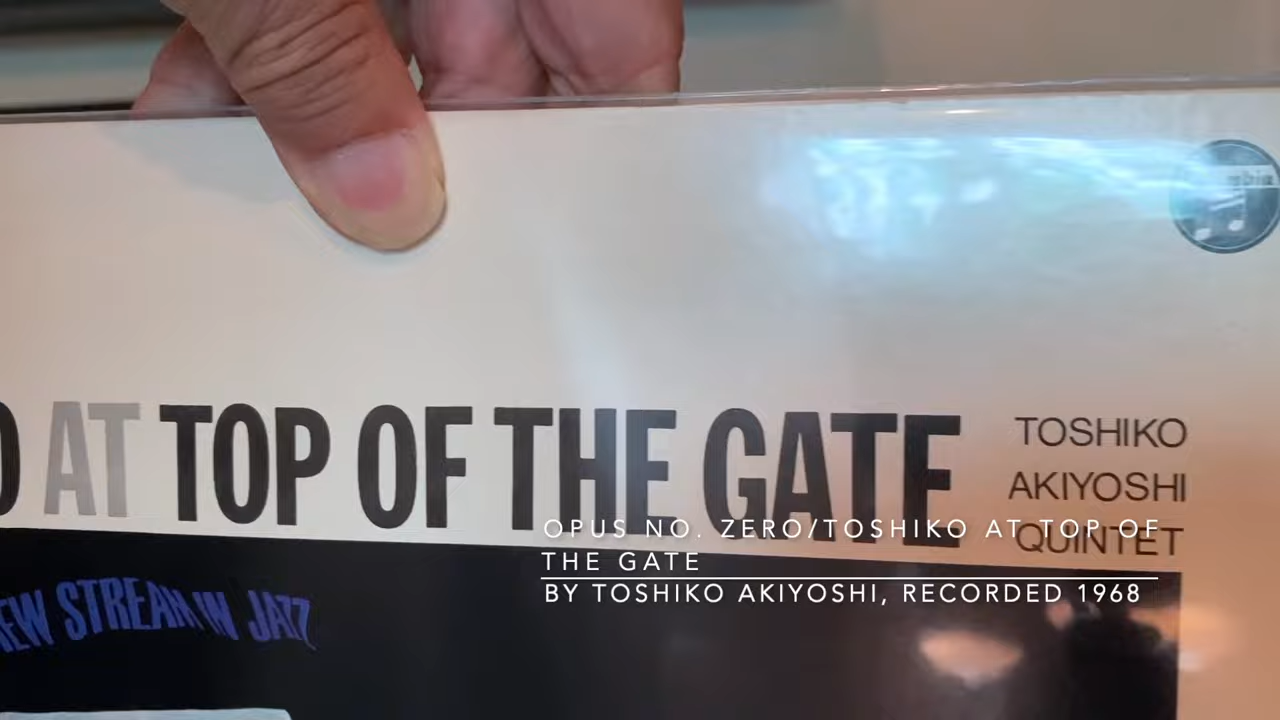 AT TOP OF THE GATE
TOSHIKO
AKIYOSHI
QUINTET
OPUS NO. ZERO/TOSHIKO AT TOP OF
THE GATE
BY TOSHIKO AKIYOSHI, RECORDED 1968
STREAM IN JAZZ